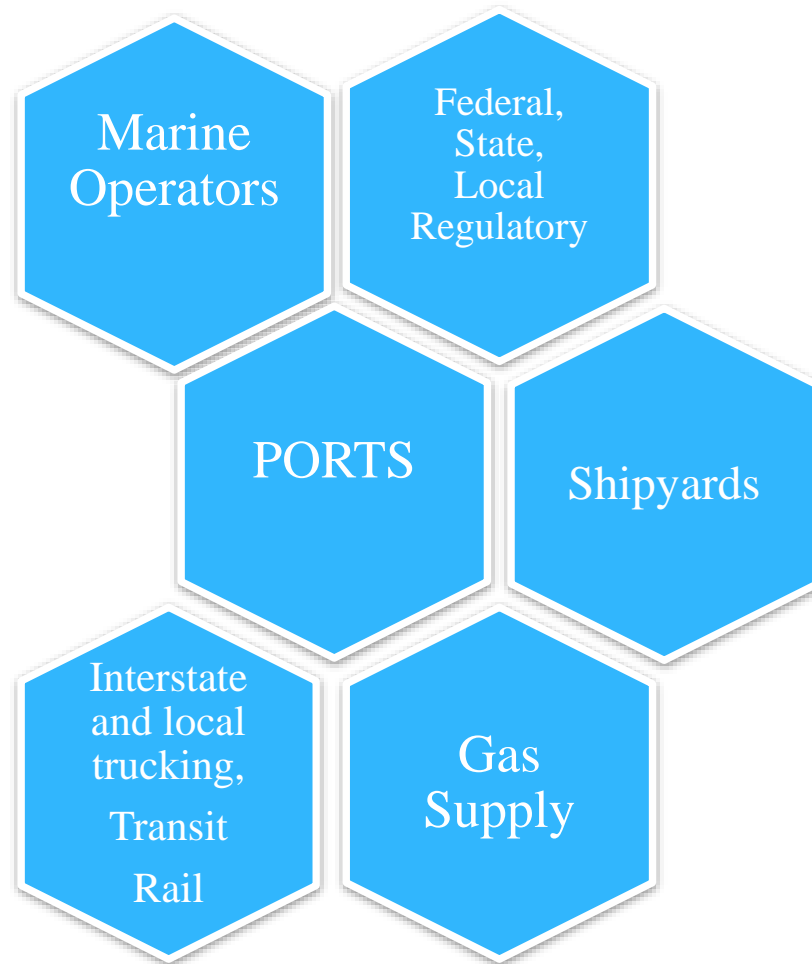 Marine
Operators
Federal,
State,
Local
Regulatory
PORTS
Shipyards
Interstate
and local
trucking,
Transit
Rail
Gas
Supply